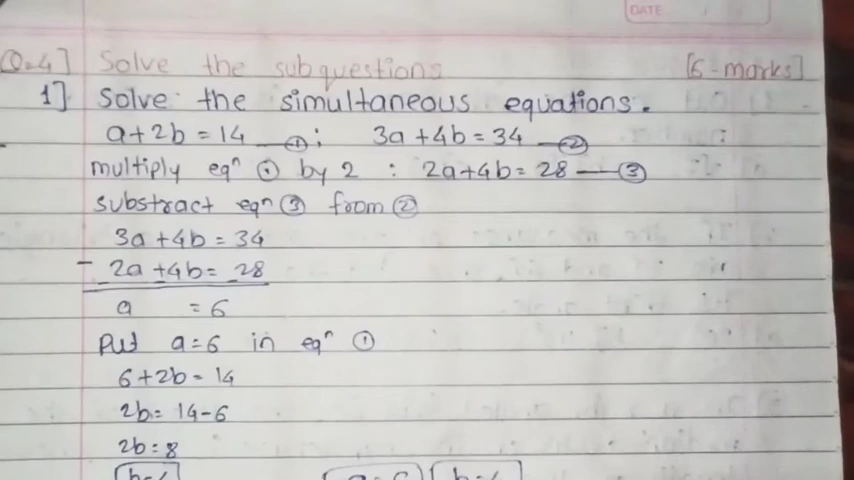 DATE
Q.4] Solve the subquestions [6-marks]
1] Solve the simultaneous equations.
a+2b=14 —①; 3a+4b=34 —②
multiply eqⁿ ① by 2 : 2a+4b=28 —③
substract eqⁿ ③ from ②
3a+4b=34
- 2a+4b=28
a =6
Put a=6 in eqⁿ ①
6+2b=14
2b=14-6
2b=8